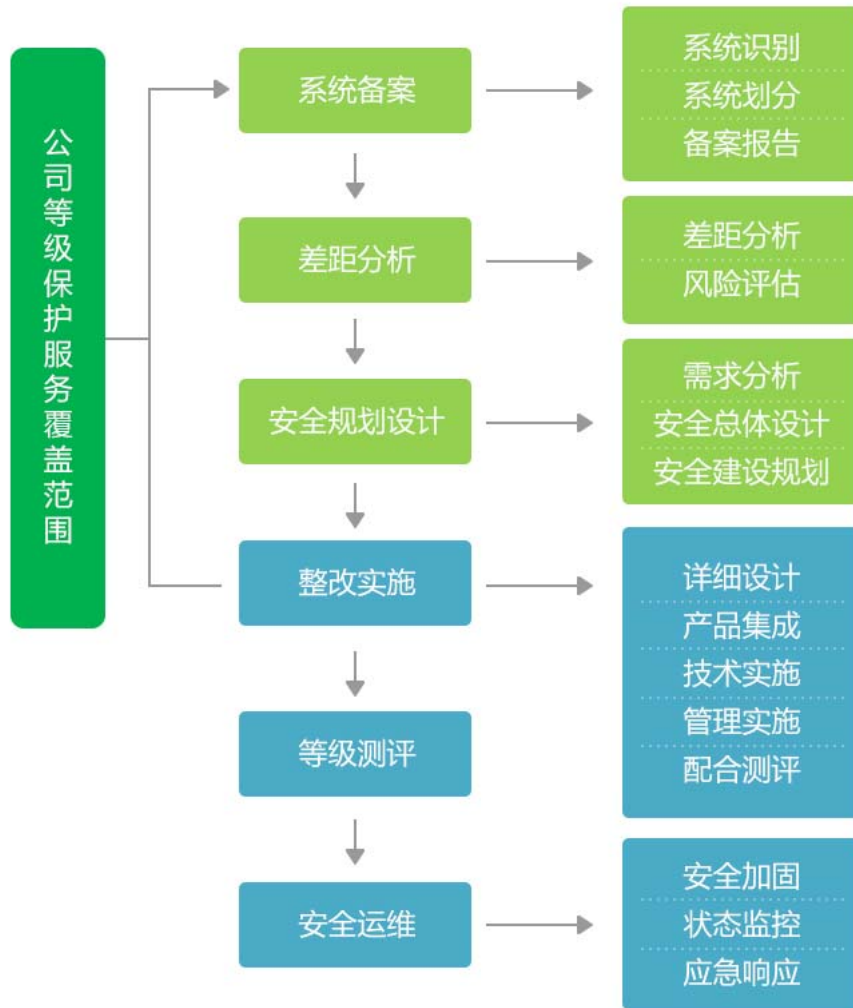 公司等级保护服务覆盖范围
系统备案
系统识别
系统划分
备案报告
差距分析
差距分析
风险评估
安全规划设计
需求分析
安全总体设计
安全建设规划
整改实施
详细设计
产品集成
技术实施
管理实施
配合测评
等级测评
安全运维
安全加固
状态监控
应急响应